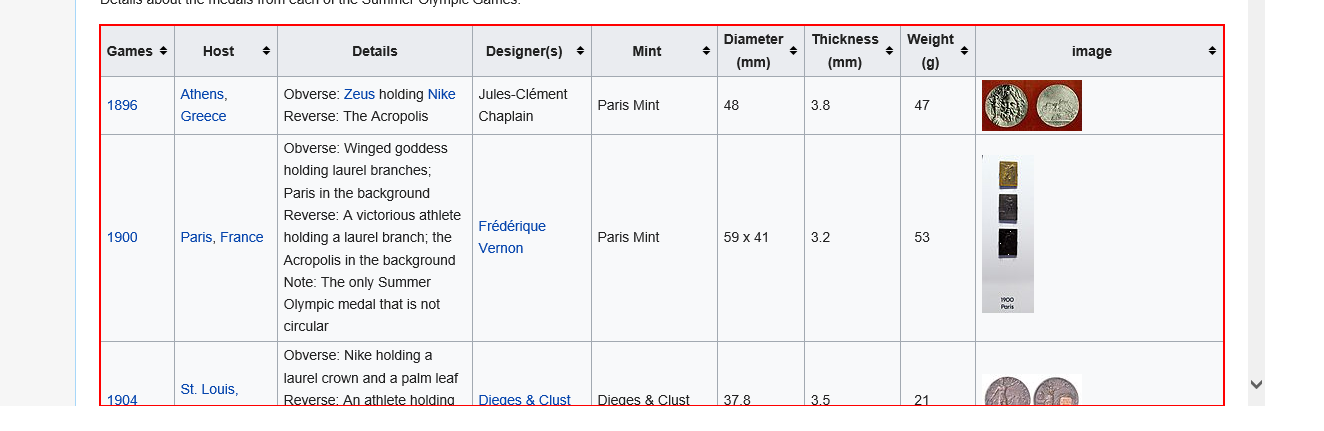 Details about the medals from each of the Summer Olympic Games.
Games Host Details Designer(s) Mint Diameter (mm) Thickness (mm) Weight (g) image
1896
Athens,
Greece
Obverse: Zeus holding Nike
Reverse: The Acropolis
Jules-Clément
Chaplain
Paris Mint
48
3.8
47
1900
Paris, France
Obverse: Winged goddess
holding laurel branches;
Paris in the background
Reverse: A victorious athlete
holding a laurel branch; the
Acropolis in the background
Note: The only Summer
Olympic medal that is not
circular
Frédérique
Vernon
Paris Mint
59 x 41
3.2
53
1900
Paris
1904
St. Louis,
Obverse: Nike holding a
laurel crown and a palm leaf
Reverse: An athlete holding
Dieges & Clust
Dieges & Clust
37.8
3.5
21